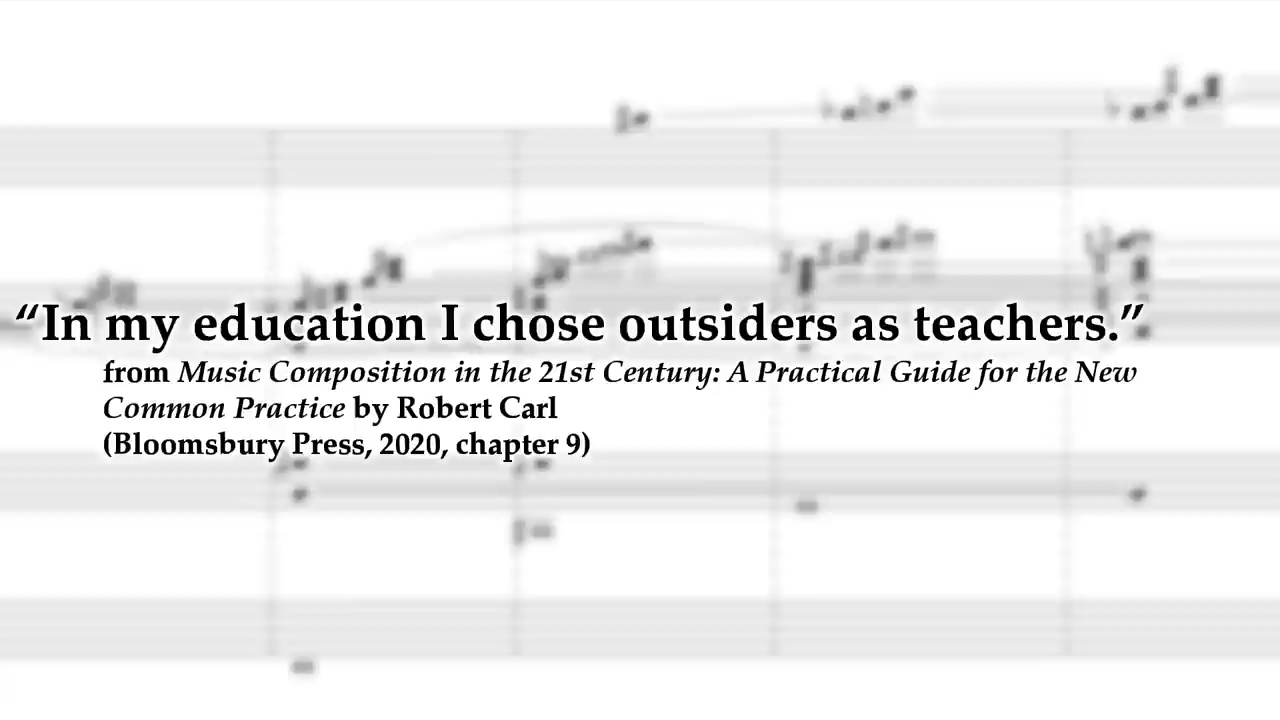 “In my education I chose outsiders as teachers.”
from Music Composition in the 21st Century: A Practical Guide for the New
Common Practice by Robert Carl
(Bloomsbury Press, 2020, chapter 9)